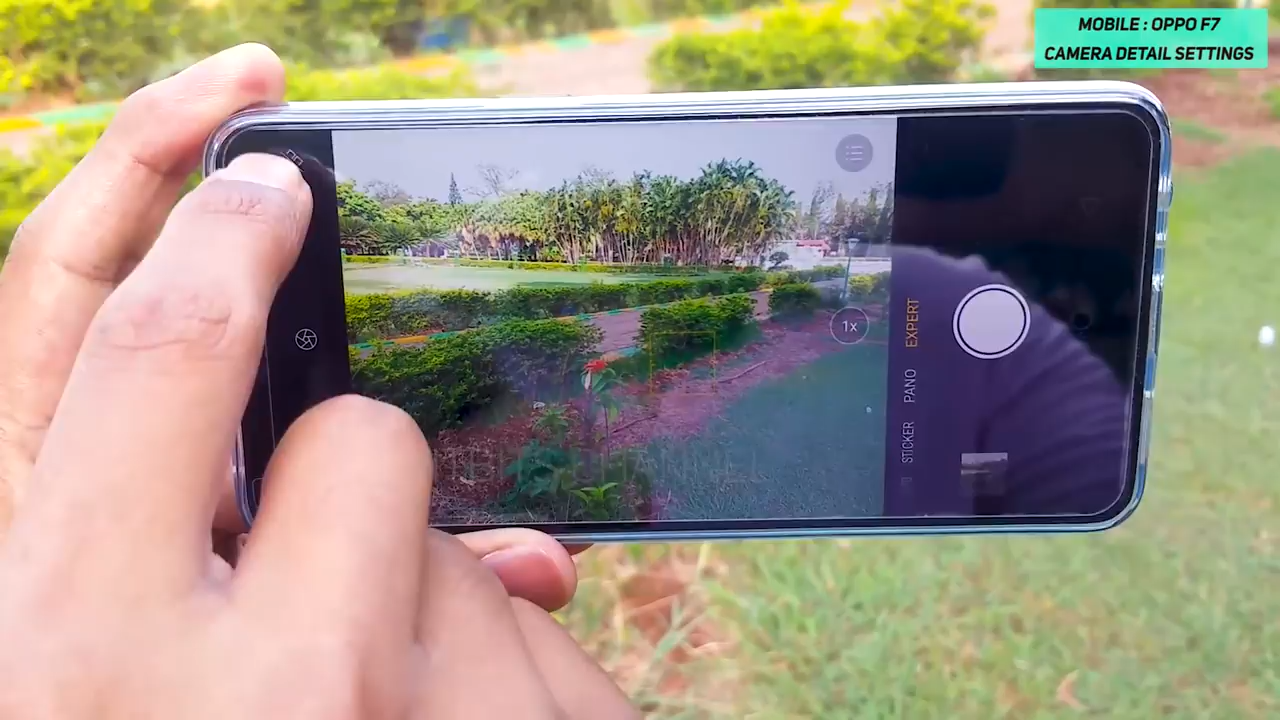 MOBILE : OPPO F7
CAMERA DETAIL SETTINGS
1x
EXPERT
PANO
STICKER